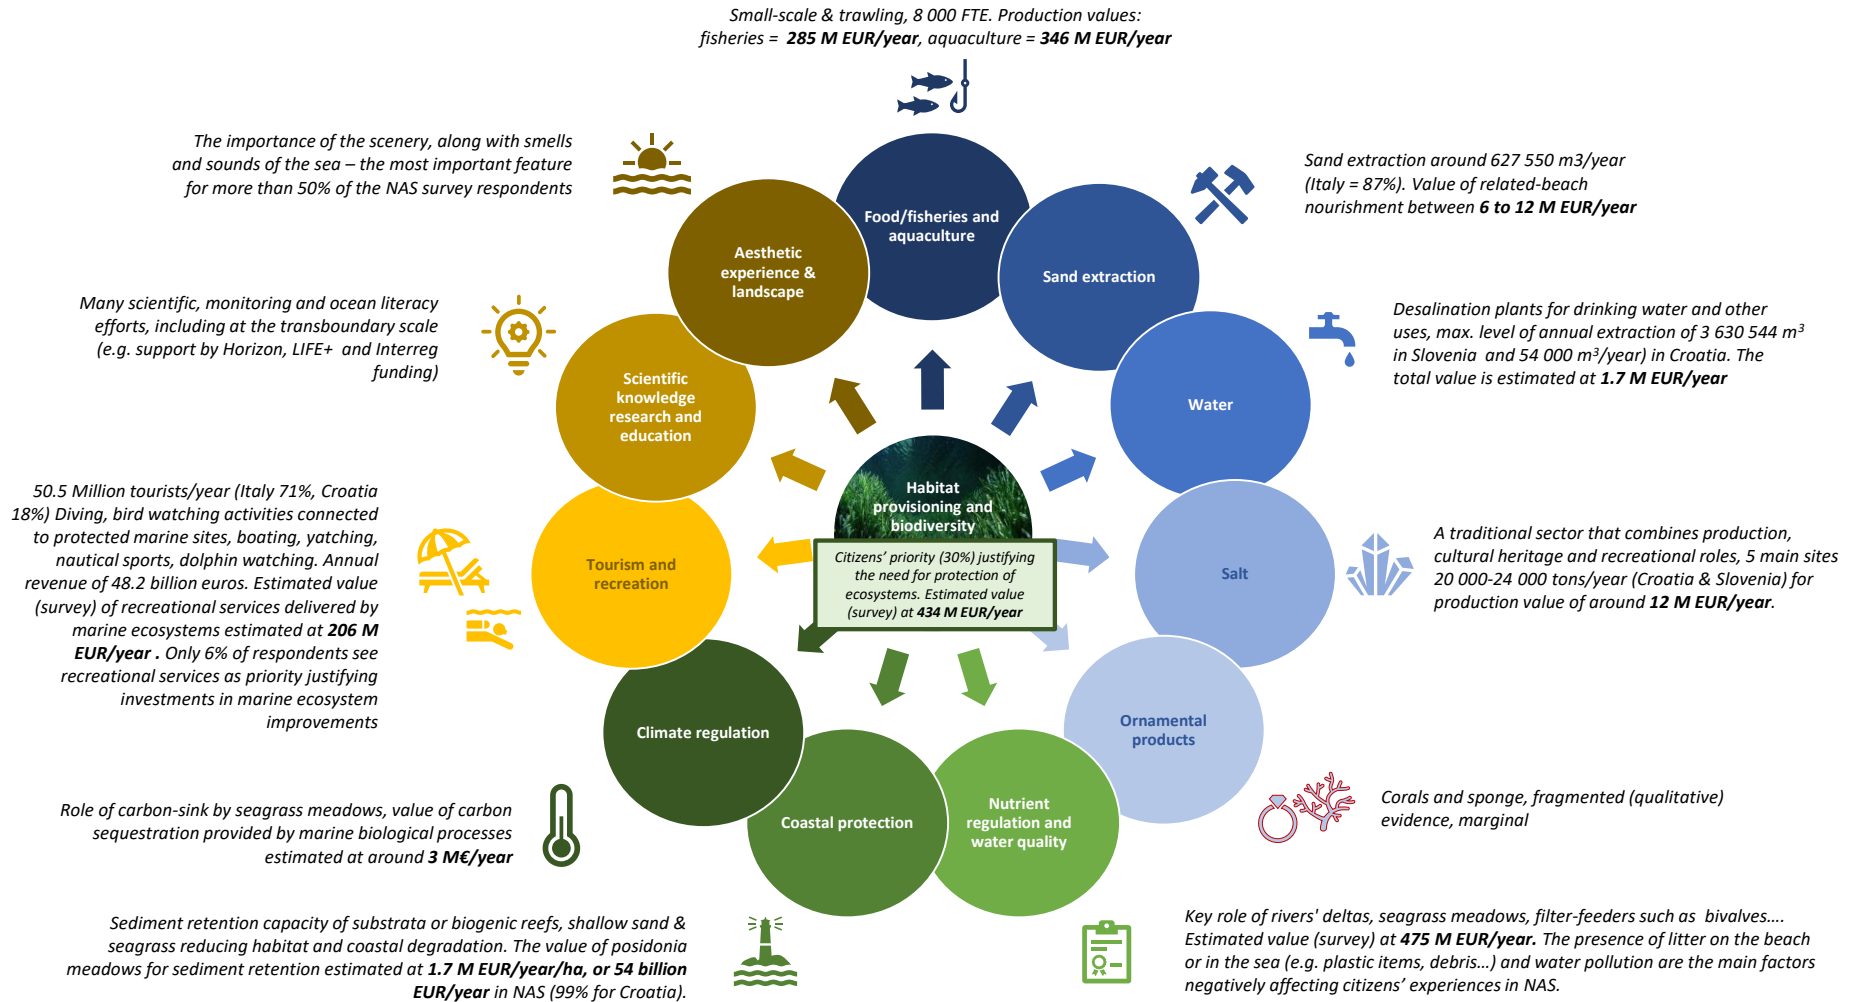 Small-scale & trawling, 8 000 FTE. Production values:
fisheries = 285 M EUR/year, aquaculture = 346 M EUR/year
The importance of the scenery, along with smells
and sounds of the sea – the most important feature
for more than 50% of the NAS survey respondents
Sand extraction around 627 550 m3/year
(Italy = 87%). Value of related-beach
nourishment between 6 to 12 M EUR/year
Food/fisheries and
aquaculture
Aesthetic
experience &
landscape
Sand extraction
Many scientific, monitoring and ocean literacy
efforts, including at the transboundary scale
(e.g. support by Horizon, LIFE+ and Interreg
funding)
Desalination plants for drinking water and other
uses, max. level of annual extraction of 3 630 544 m³
in Slovenia and 54 000 m³/year) in Croatia. The
total value is estimated at 1.7 M EUR/year
Scientific
knowledge
research and
education
Water
Habitat
provisioning and
biodiversity
Citizens' priority (30%) justifying
the need for protection of
ecosystems. Estimated value
(survey) at 434 M EUR/year
50.5 Million tourists/year (Italy 71%, Croatia
18%) Diving, bird watching activities connected
to protected marine sites, boating, yatching,
nautical sports, dolphin watching. Annual
revenue of 48.2 billion euros. Estimated value
(survey) of recreational services delivered by
marine ecosystems estimated at 206 M
EUR/year . Only 6% of respondents see
recreational services as priority justifying
investments in marine ecosystem
improvements
Tourism and
recreation
Salt
A traditional sector that combines production,
cultural heritage and recreational roles, 5 main sites
20 000-24 000 tons/year (Croatia & Slovenia) for
production value of around 12 M EUR/year.
Climate regulation
Ornamental
products
Coastal protection
Nutrient
regulation and
water quality
Role of carbon-sink by seagrass meadows, value of carbon
sequestration provided by marine biological processes
estimated at around 3 M€/year
Corals and sponge, fragmented (qualitative)
evidence, marginal
Sediment retention capacity of substrata or biogenic reefs, shallow sand &
seagrass reducing habitat and coastal degradation. The value of posidonia
meadows for sediment retention estimated at 1.7 M EUR/year/ha, or 54 billion
EUR/year in NAS (99% for Croatia).
Key role of rivers' deltas, seagrass meadows, filter-feeders such as bivalves….
Estimated value (survey) at 475 M EUR/year. The presence of litter on the beach
or in the sea (e.g. plastic items, debris…) and water pollution are the main factors
negatively affecting citizens' experiences in NAS.